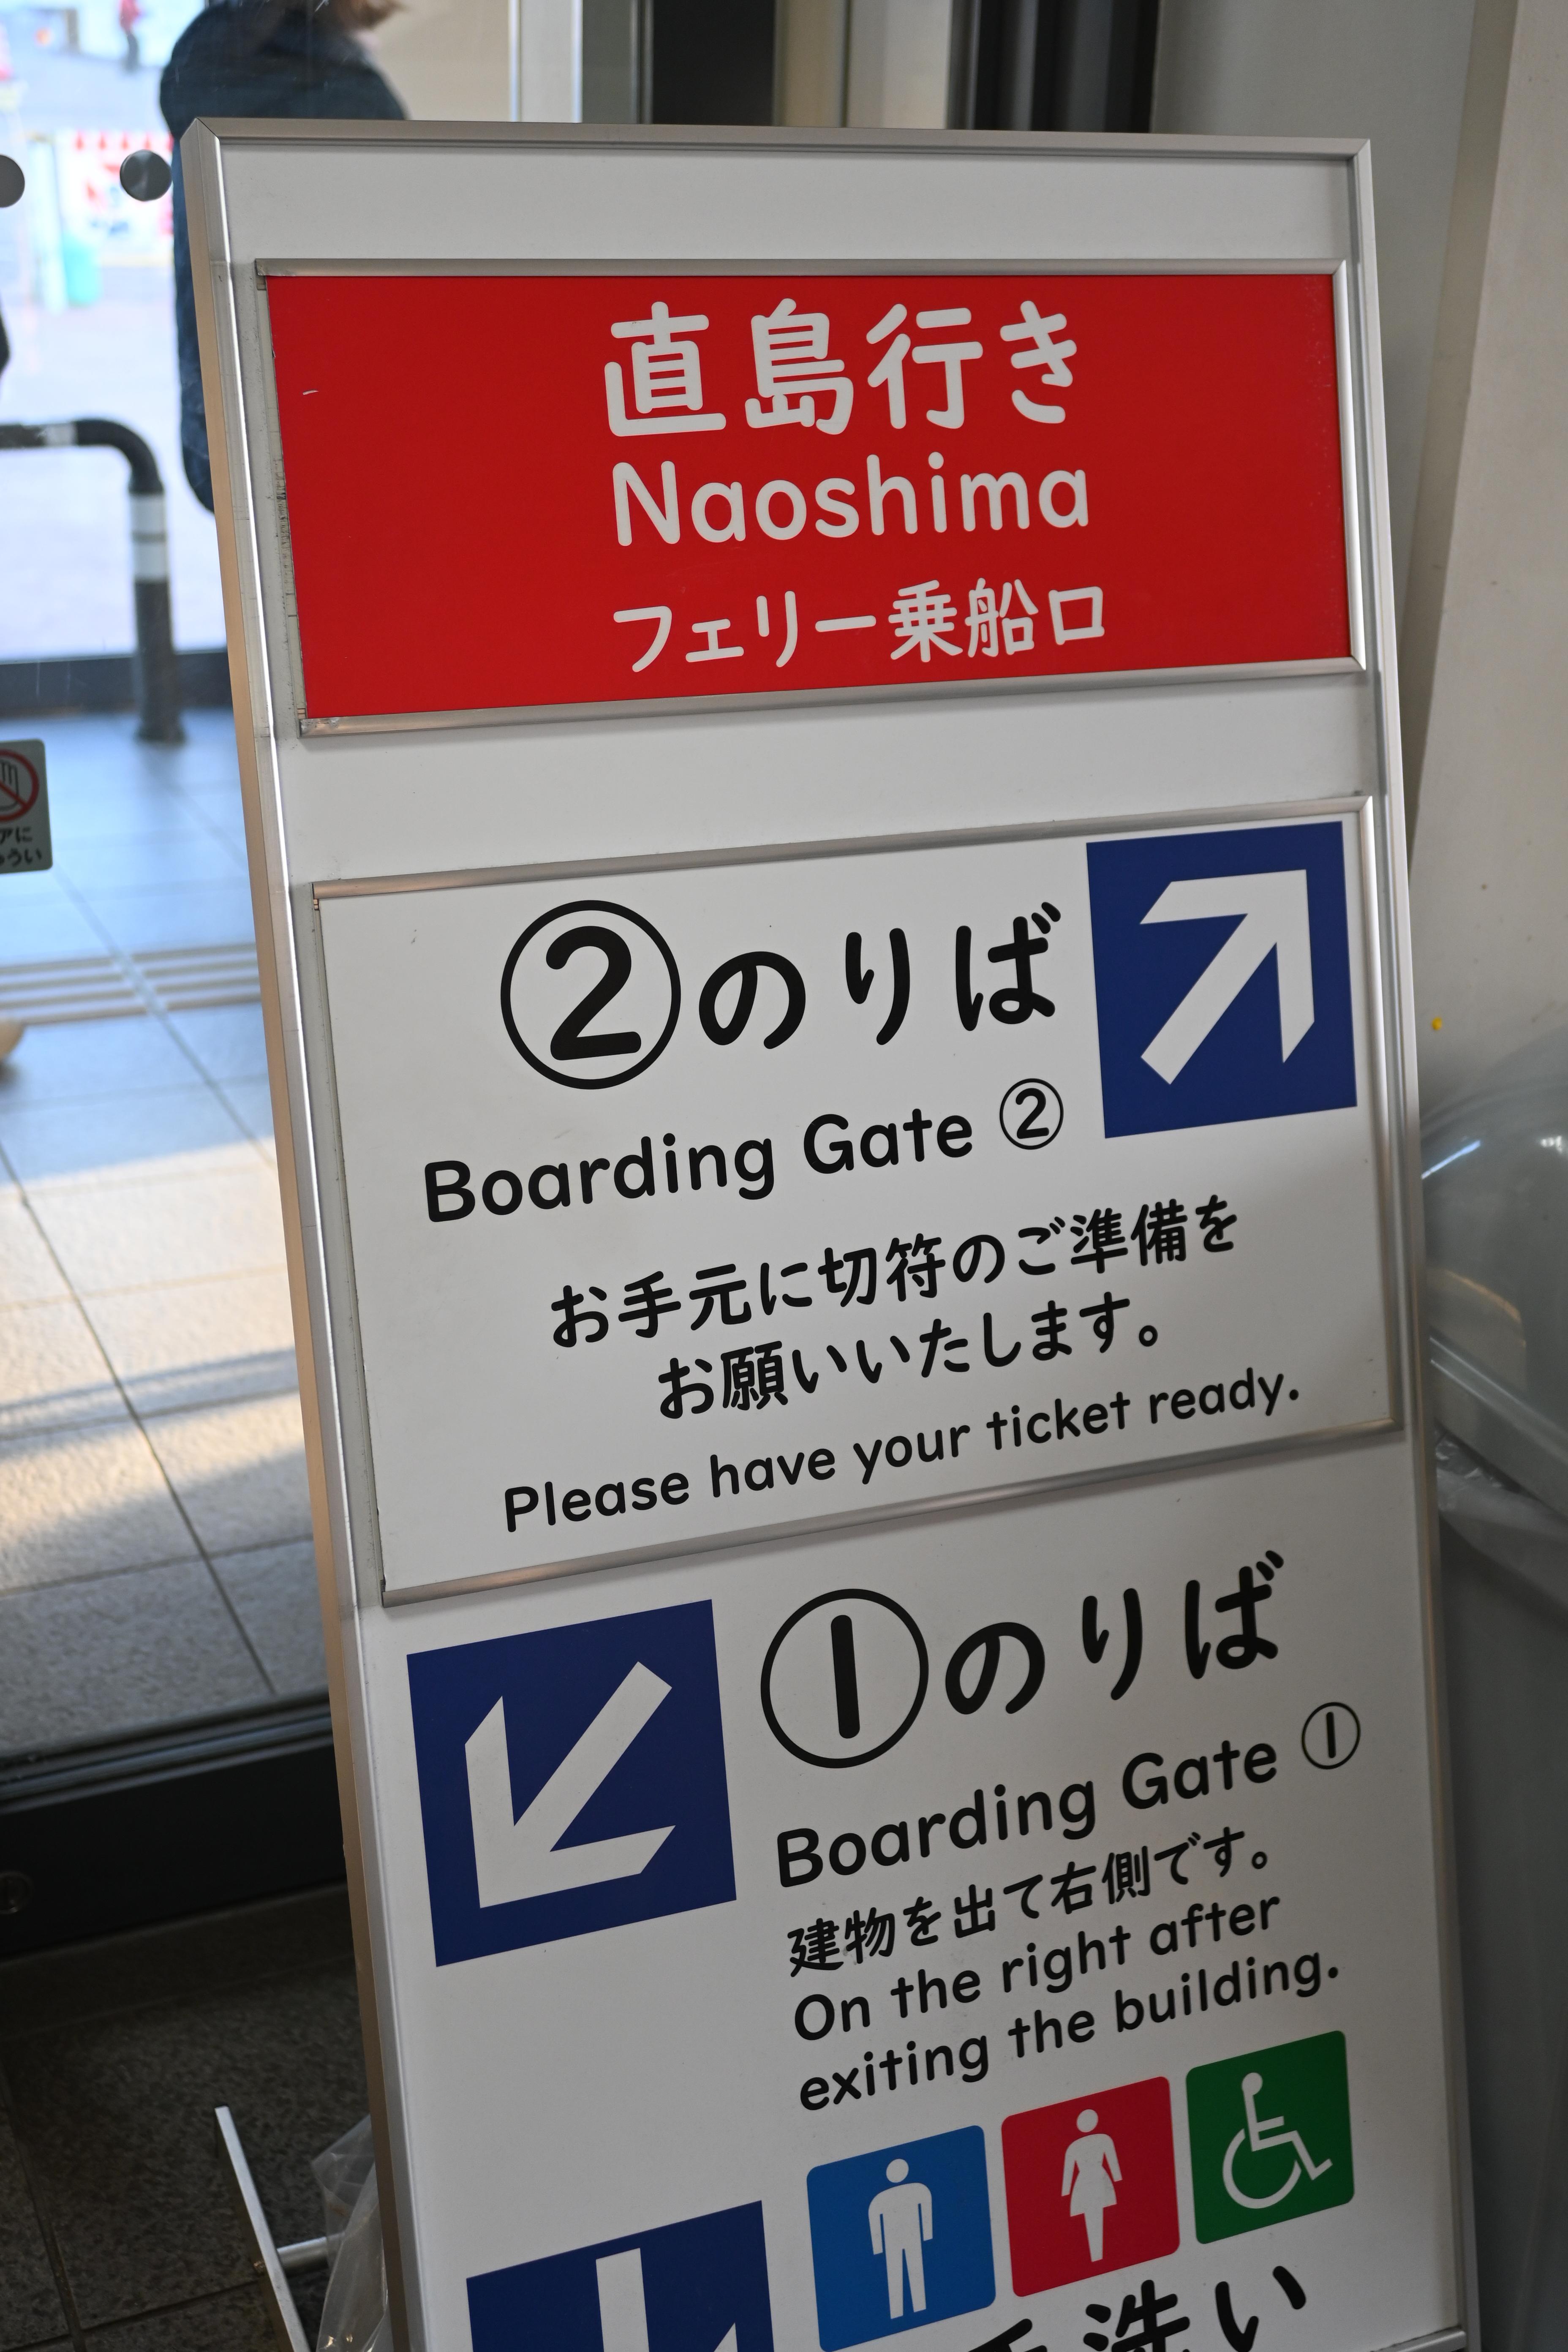 直島行き
Naoshima
フェリー乗船口
②のりば
Boarding Gate ②
お手元に切符のご準備を
お願いいたします。
Please have your ticket ready.
①のりば
Boarding Gate ①
建物を出て右側です。
On the right after
exiting the building.
手洗い